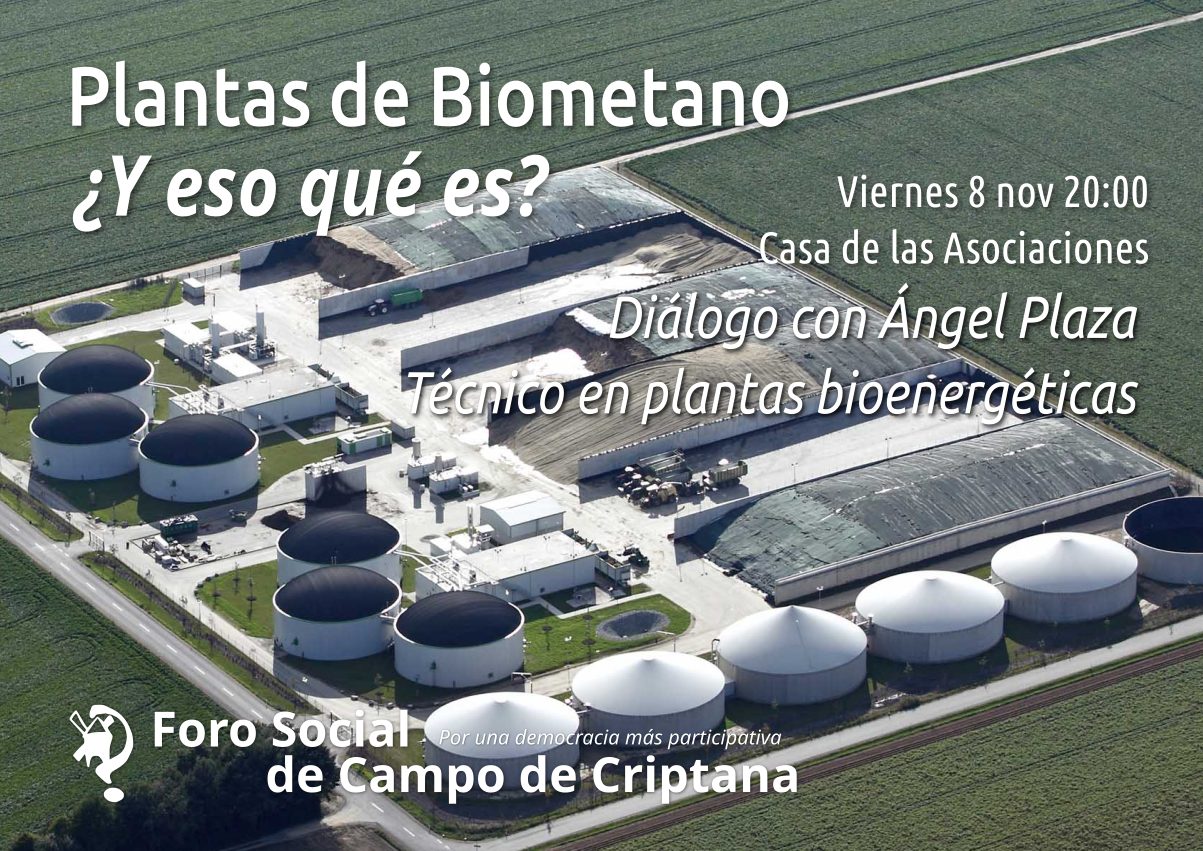 Plantas de Biometano
¿Y eso qué es?
Viernes 8 nov 20:00
Casa de las Asociaciones
Diálogo con Ángel Plaza
Técnico en plantas bioenergéticas
Foro Social
Por una democracia más participativa
de Campo de Criptana